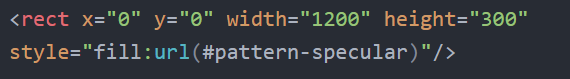 <rect x="0" y="0" width="1200" height="300"
style="fill:url(#pattern-specular)"/>